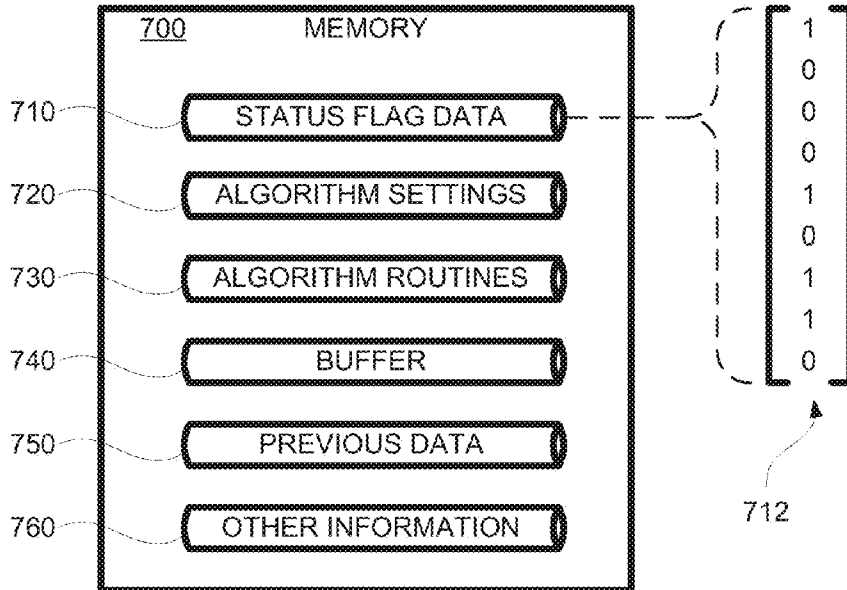 700 MEMORY
710 STATUS FLAG DATA
720 ALGORITHM SETTINGS
730 ALGORITHM ROUTINES
740 BUFFER
750 PREVIOUS DATA
760 OTHER INFORMATION
1
0
0
0
1
0
1
1
0
712